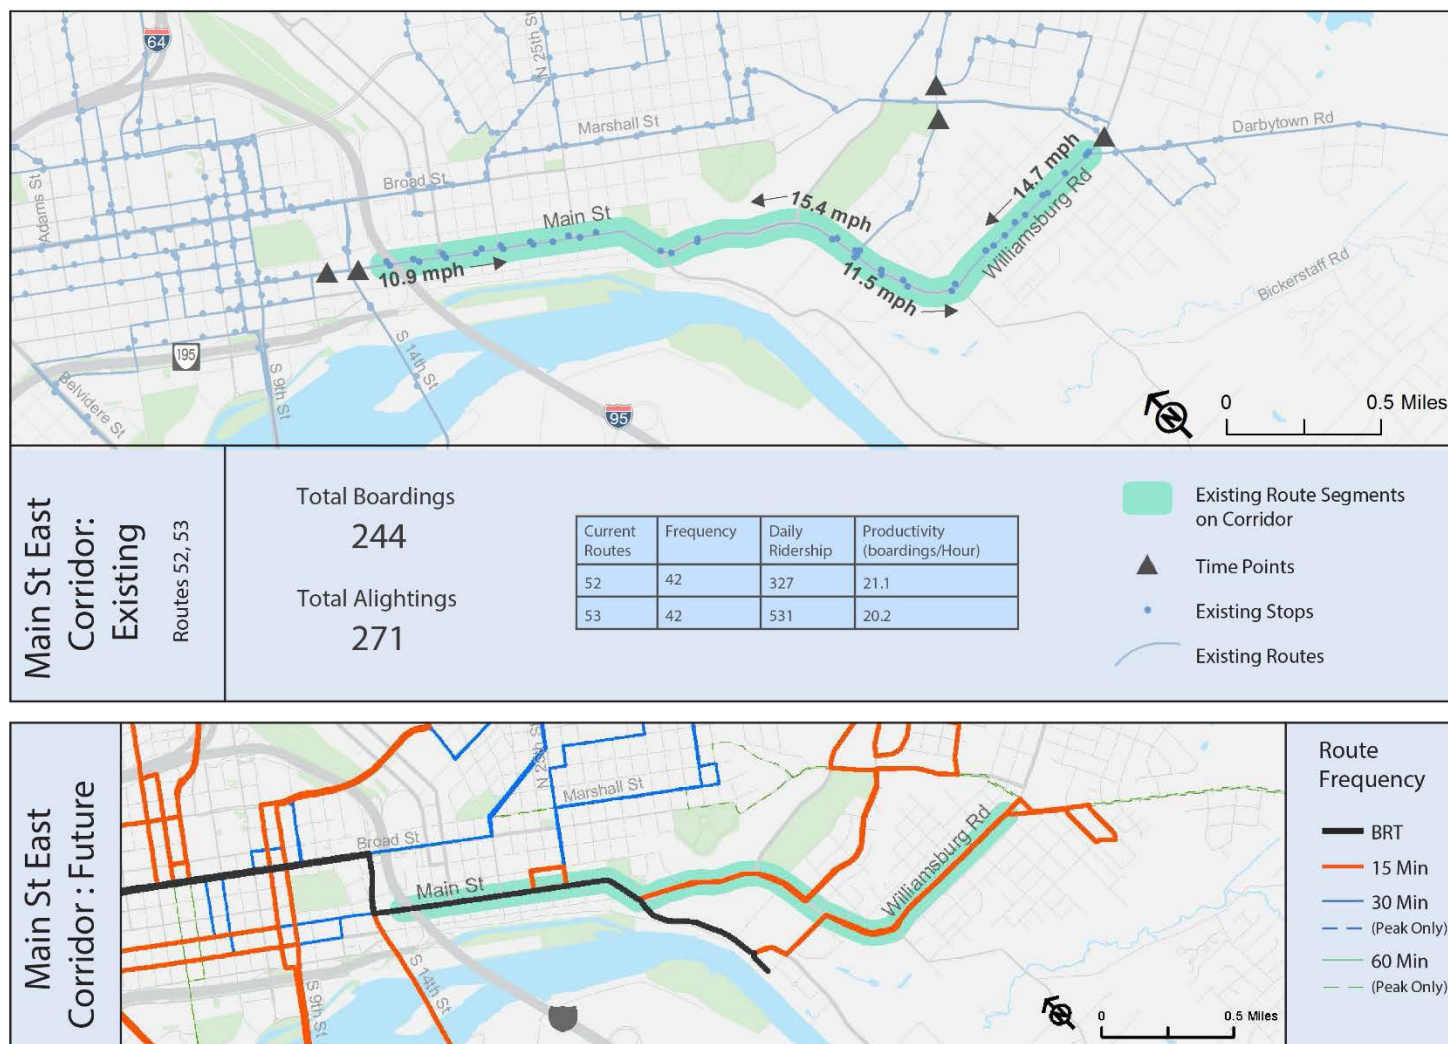 64
N 25th St
Marshall St
Darbytown Rd
Adams St
Broad St
14.7 mph
15.4 mph
Main St
Williamsburg Rd
10.9 mph
11.5 mph
Bickerstaff Rd
195
S 14th St
S 9th St
Belvidere St
95
N
0 0.5 Miles
Main St East
Corridor:
Existing
Routes 52, 53
Total Boardings
244
Total Alightings
271
Current Routes Frequency Daily Ridership Productivity (boardings/Hour)
52 42 327 21.1
53 42 531 20.2
Existing Route Segments
on Corridor
Time Points
Existing Stops
Existing Routes
Main St East
Corridor : Future
N 25th St
Marshall St
Broad St
Main St
Williamsburg Rd
S 14th St
S 9th St
N
0 0.5 Miles
Route
Frequency
BRT
15 Min
30 Min
(Peak Only)
60 Min
(Peak Only)